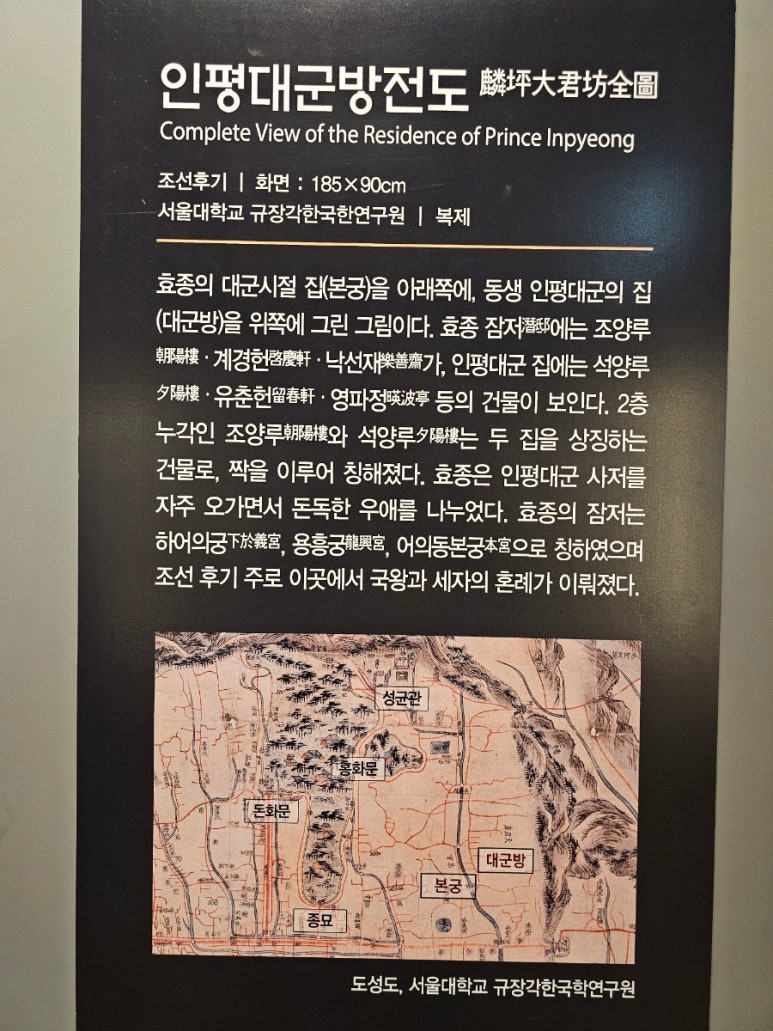 인평대군방전도 麟坪大君坊全圖
Complete View of the Residence of Prince Inpyeong
조선후기 | 화면 : 185×90cm
서울대학교 규장각한국한연구원 | 복제
효종의 대군시절 집(본궁)을 아래쪽에, 동생 인평대군의 집
(대군방)을 위쪽에 그린 그림이다. 효종 잠저潛邸에는 조양루
朝陽樓·계경헌啓慶軒·낙선재樂善齋가, 인평대군 집에는 석양루
夕陽樓·유춘헌留春軒·영파정暎波亭 등의 건물이 보인다. 2층
누각인 조양루朝陽樓와 석양루夕陽樓는 두 집을 상징하는
건물로, 짝을 이루어 칭해졌다. 효종은 인평대군 사저를
자주 오가면서 돈독한 우애를 나누었다. 효종의 잠저는
하어의궁下於義宮, 용흥궁龍興宮, 어의동본궁本宮으로 칭하였으며
조선 후기 주로 이곳에서 국왕과 세자의 혼례가 이뤄졌다.
성균관
홍화문
돈화문
대군방
본궁
종묘
도성도, 서울대학교 규장각한국학연구원